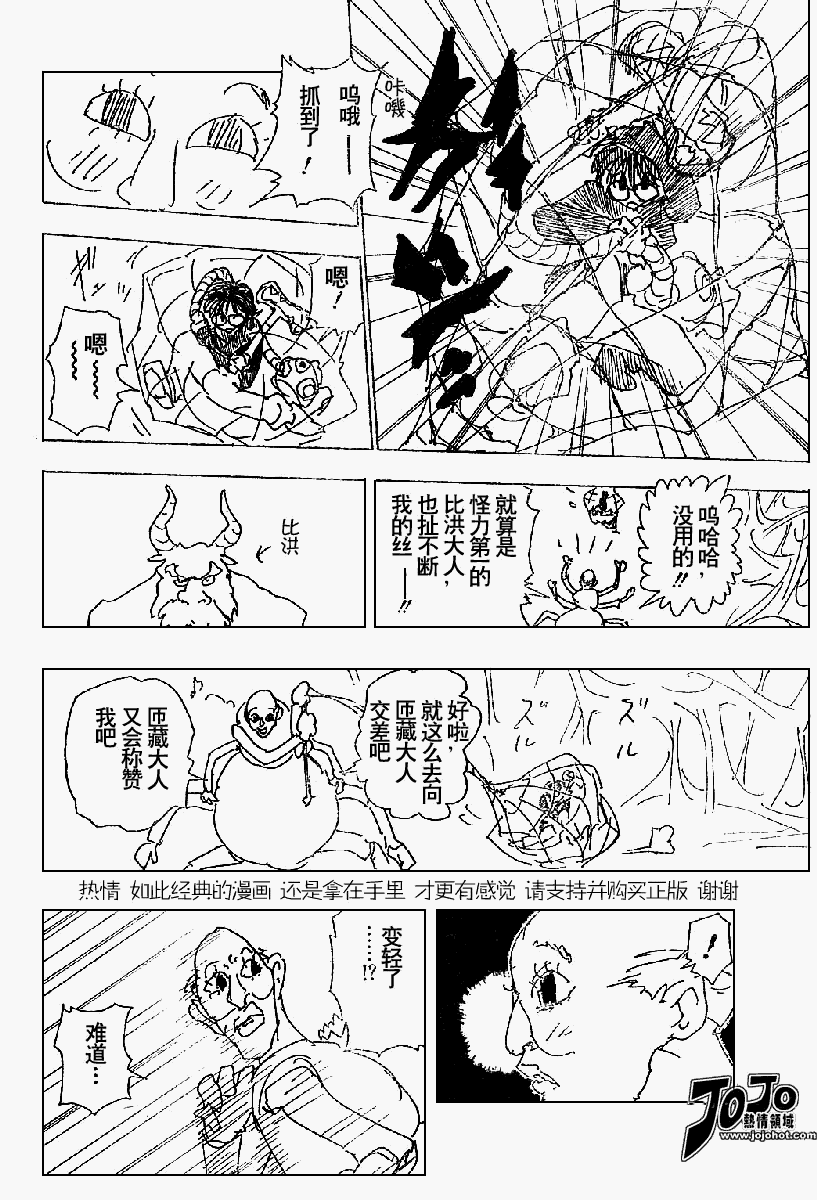 咔
嘰
呜哦——
抓到了！
嗯！
嗯
呜哈哈，
没用的!!
就算是
怪力第一的
比洪大人，
也扯不断
我的丝——!!
比洪
ズル
ズル
好啦，
就这么去向
匝藏大人
交差吧
匝藏大人
又会称赞
我吧
热情 如此经典的漫画 还是拿在手里 才更有感觉 请支持并购买正版 谢谢
！
变轻了
……!?
难道…
JOJO
熱情領域
www.jojohot.com